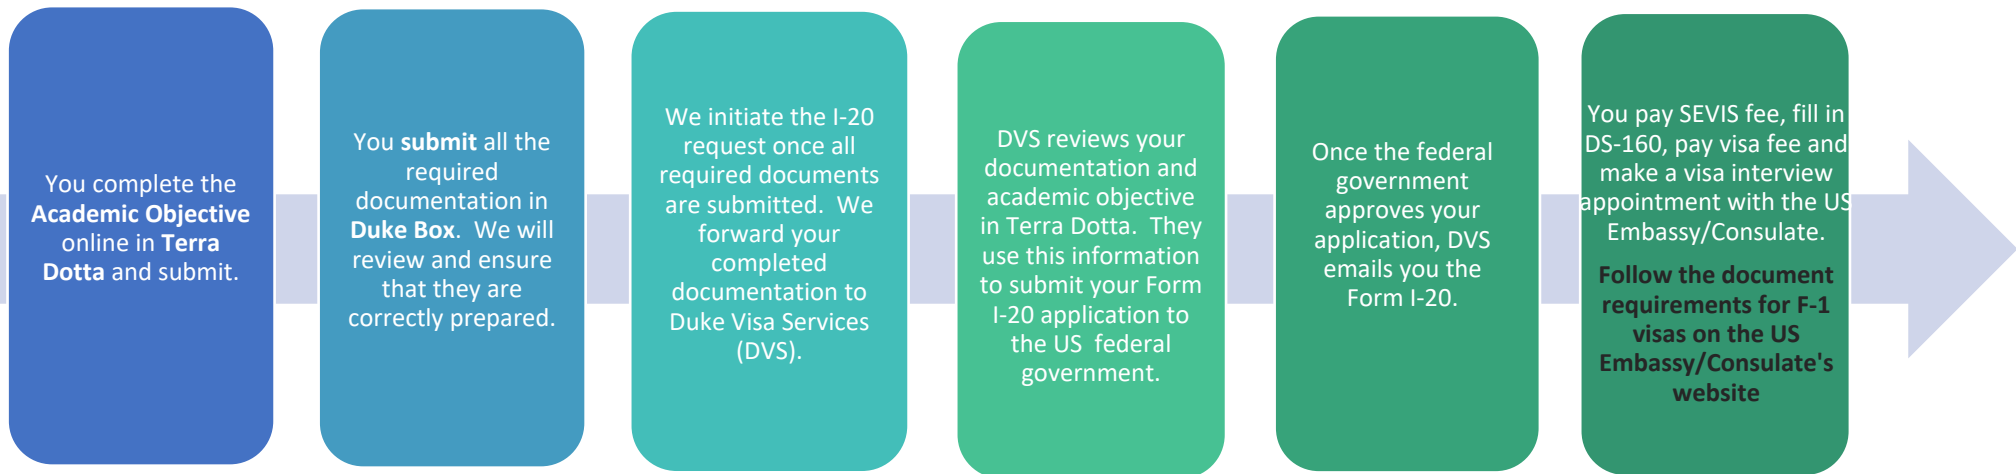 You complete the
Academic Objective
online in Terra
Dotta and submit.
You submit all the
required
documentation in
Duke Box.  We will
review and ensure
that they are
correctly prepared.
We initiate the I-20
request once all
required documents
are submitted.  We
forward your
completed
documentation to
Duke Visa Services
(DVS).
DVS reviews your
documentation and
academic objective
in Terra Dotta.  They
use this information
to submit your Form
I-20 application to
the US  federal
government.
Once the federal
government
approves your
application, DVS
emails you the
Form I-20.
You pay SEVIS fee, fill in
DS-160, pay visa fee and
make a visa interview
appointment with the US
Embassy/Consulate.
Follow the document
requirements for F-1
visas on the US
Embassy/Consulate's
website